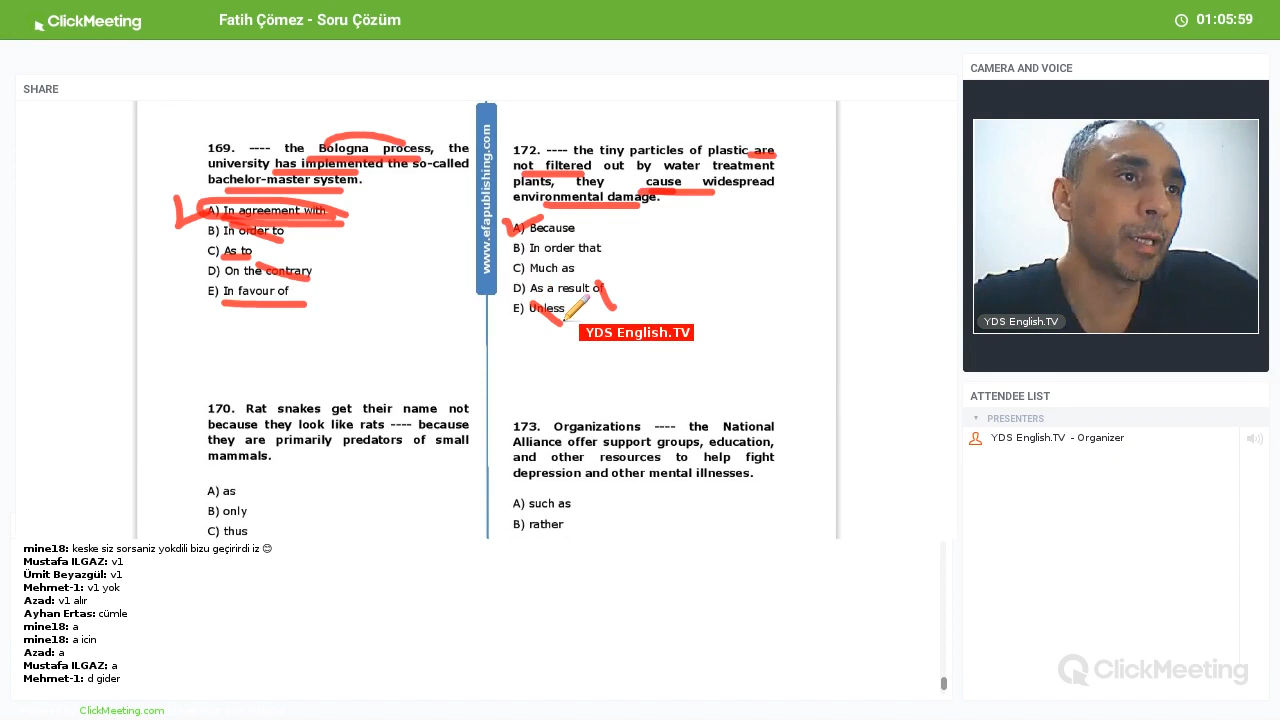 ClickMeeting
Fatih Çömez - Soru Çözüm
01:05:59
SHARE
169. ---- the Bologna process, the
university has implemented the so-called
bachelor-master system.
A) In agreement with
B) In order to
C) As to
D) On the contrary
E) In favour of
170. Rat snakes get their name not
because they look like rats ---- because
they are primarily predators of small
mammals.
A) as
B) only
C) thus
www.efapublishing.com
172. ---- the tiny particles of plastic are
not filtered out by water treatment
plants, they cause widespread
environmental damage.
A) Because
B) In order that
C) Much as
D) As a result of
E) Unless
YDS English.TV
173. Organizations ---- the National
Alliance offer support groups, education,
and other resources to help fight
depression and other mental illnesses.
A) such as
B) rather
CAMERA AND VOICE
YDS English.TV
ATTENDEE LIST
PRESENTERS
YDS English.TV - Organizer
mine18: keske siz sorsaniz yokdili bizu geçirirdi iz
Mustafa ILGAZ: v1
Ümit Beyazgül: v1
Mehmet-1: v1 yok
Azad: v1 alır
Ayhan Ertas: cümle
mine18: a
mine18: a icin
Azad: a
Mustafa ILGAZ: a
Mehmet-1: d gider
ClickMeeting
ClickMeeting.com